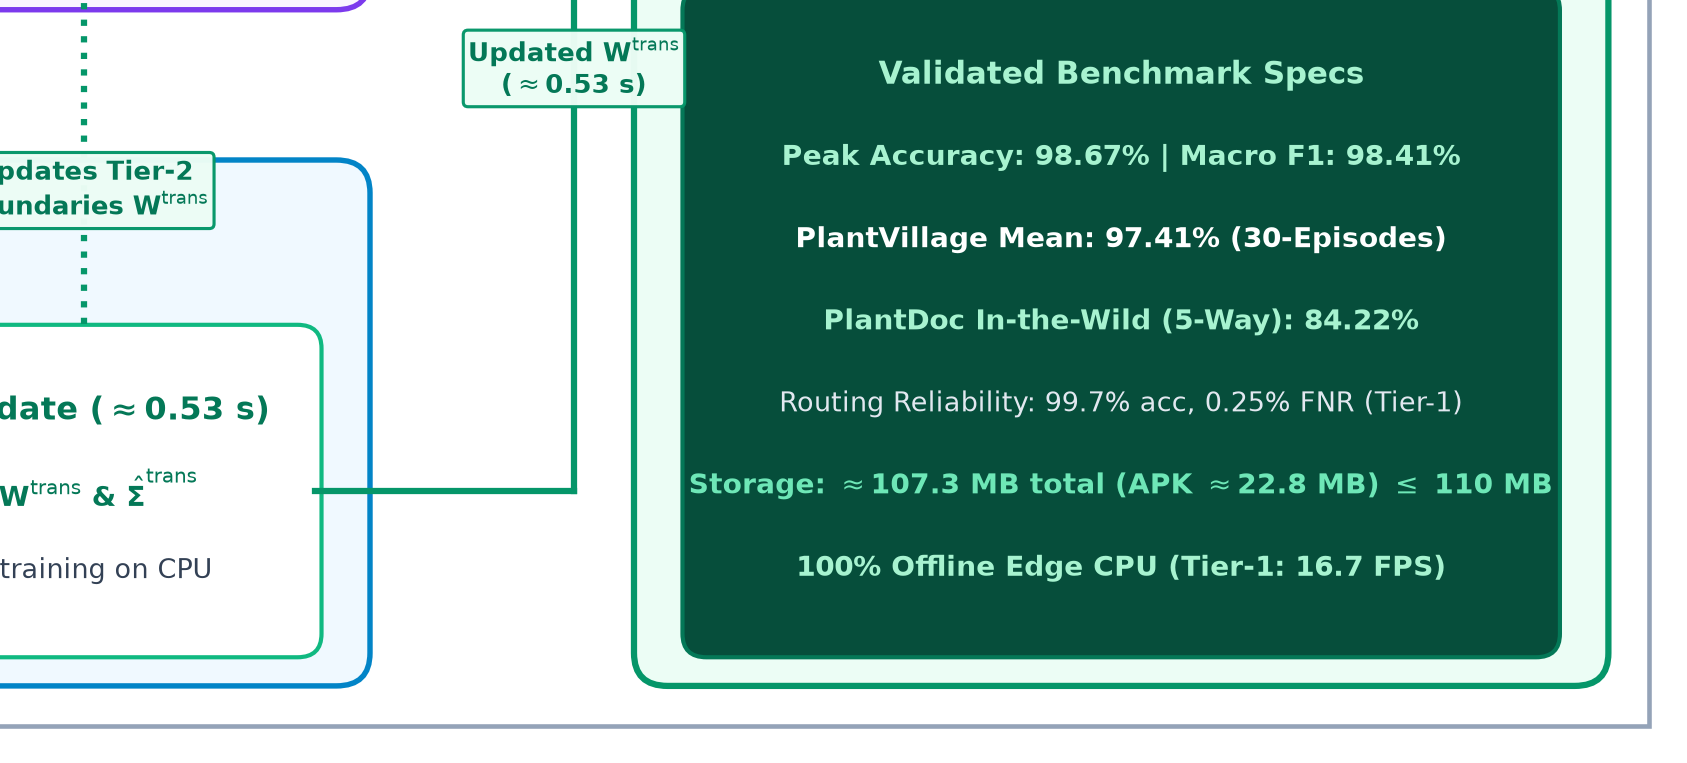 Updated W^trans
(≈0.53 s)
pdates Tier-2
undaries W^trans
date (≈0.53 s)
W^trans & Σ̂^trans
training on CPU
Validated Benchmark Specs
Peak Accuracy: 98.67% | Macro F1: 98.41%
PlantVillage Mean: 97.41% (30-Episodes)
PlantDoc In-the-Wild (5-Way): 84.22%
Routing Reliability: 99.7% acc, 0.25% FNR (Tier-1)
Storage: ≈107.3 MB total (APK ≈22.8 MB) ≤ 110 MB
100% Offline Edge CPU (Tier-1: 16.7 FPS)